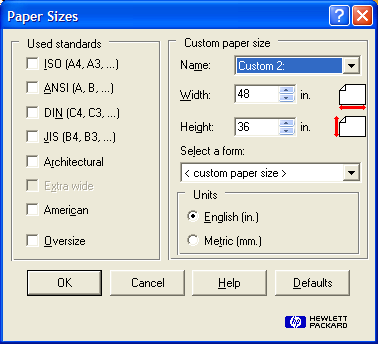 Paper Sizes
Used standards
ISO (A4, A3, ...)
ANSI (A, B, ...)
DIN (C4, C3, ...)
JIS (B4, B3, ...)
Architectural
Extra wide
American
Oversize
Custom paper size
Name: Custom 2:
Width: 48 in.
Height: 36 in.
Select a form:
< custom paper size >
Units
English (in.)
Metric (mm.)
OK Cancel Help Defaults
hp HEWLETT
PACKARD